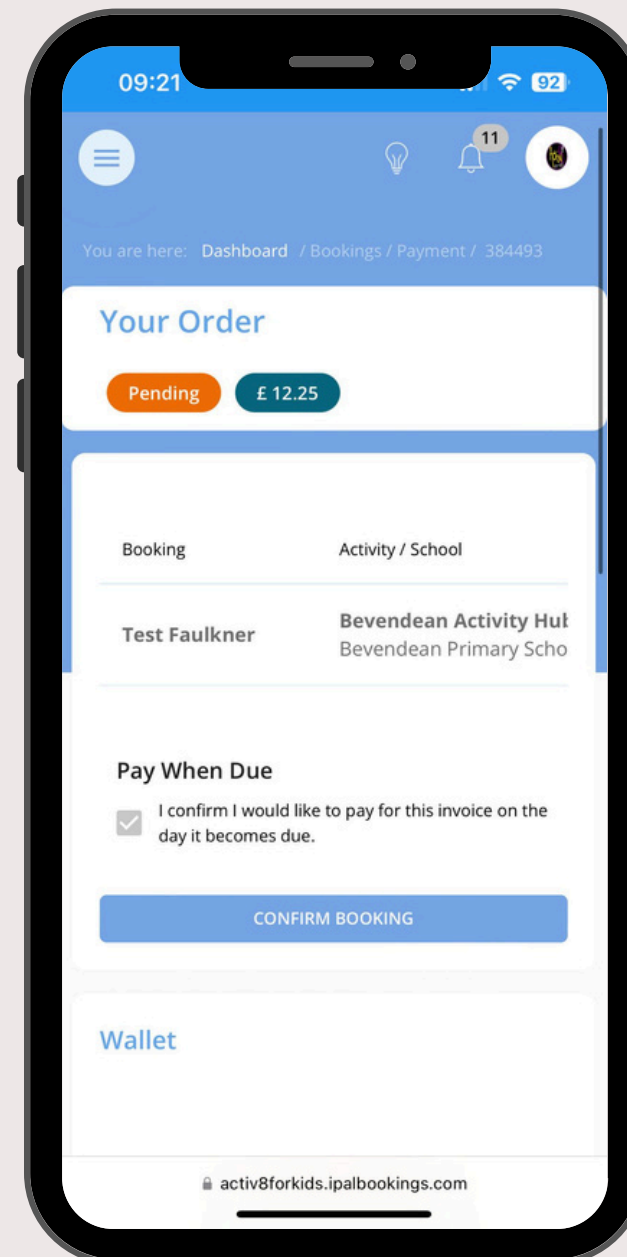 09:21
92
11
You are here: Dashboard / Bookings / Payment / 384493
Your Order
Pending £ 12.25
Booking Activity / School
Test Faulkner Bevendean Activity Hub
Bevendean Primary Scho
Pay When Due
I confirm I would like to pay for this invoice on the
day it becomes due.
CONFIRM BOOKING
Wallet
activ8forkids.ipalbookings.com